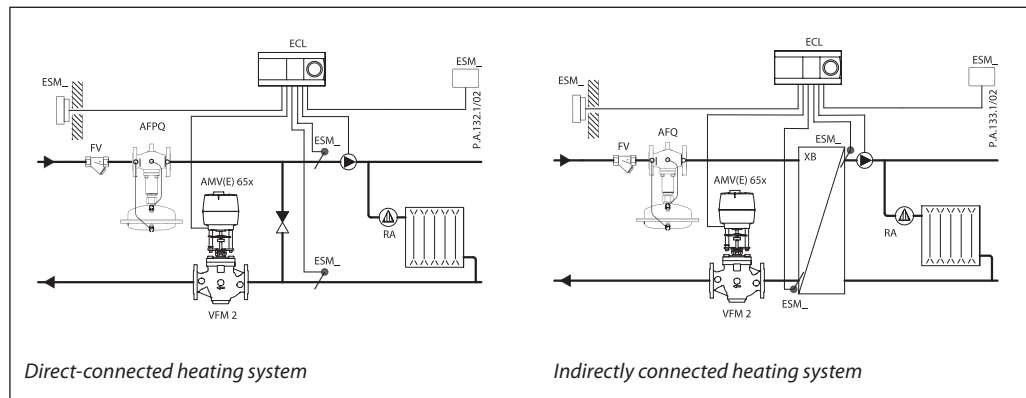 ECL
ESM_
ESM_
AFPQ
FV
ESM_
AMV(E) 65x
RA
ESM_
VFM 2
P.A.132.1/02
Direct-connected heating system
ECL
ESM_
ESM_
AFQ
FV
ESM_
XB
AMV(E) 65x
RA
ESM_
VFM 2
P.A.133.1/02
Indirectly connected heating system